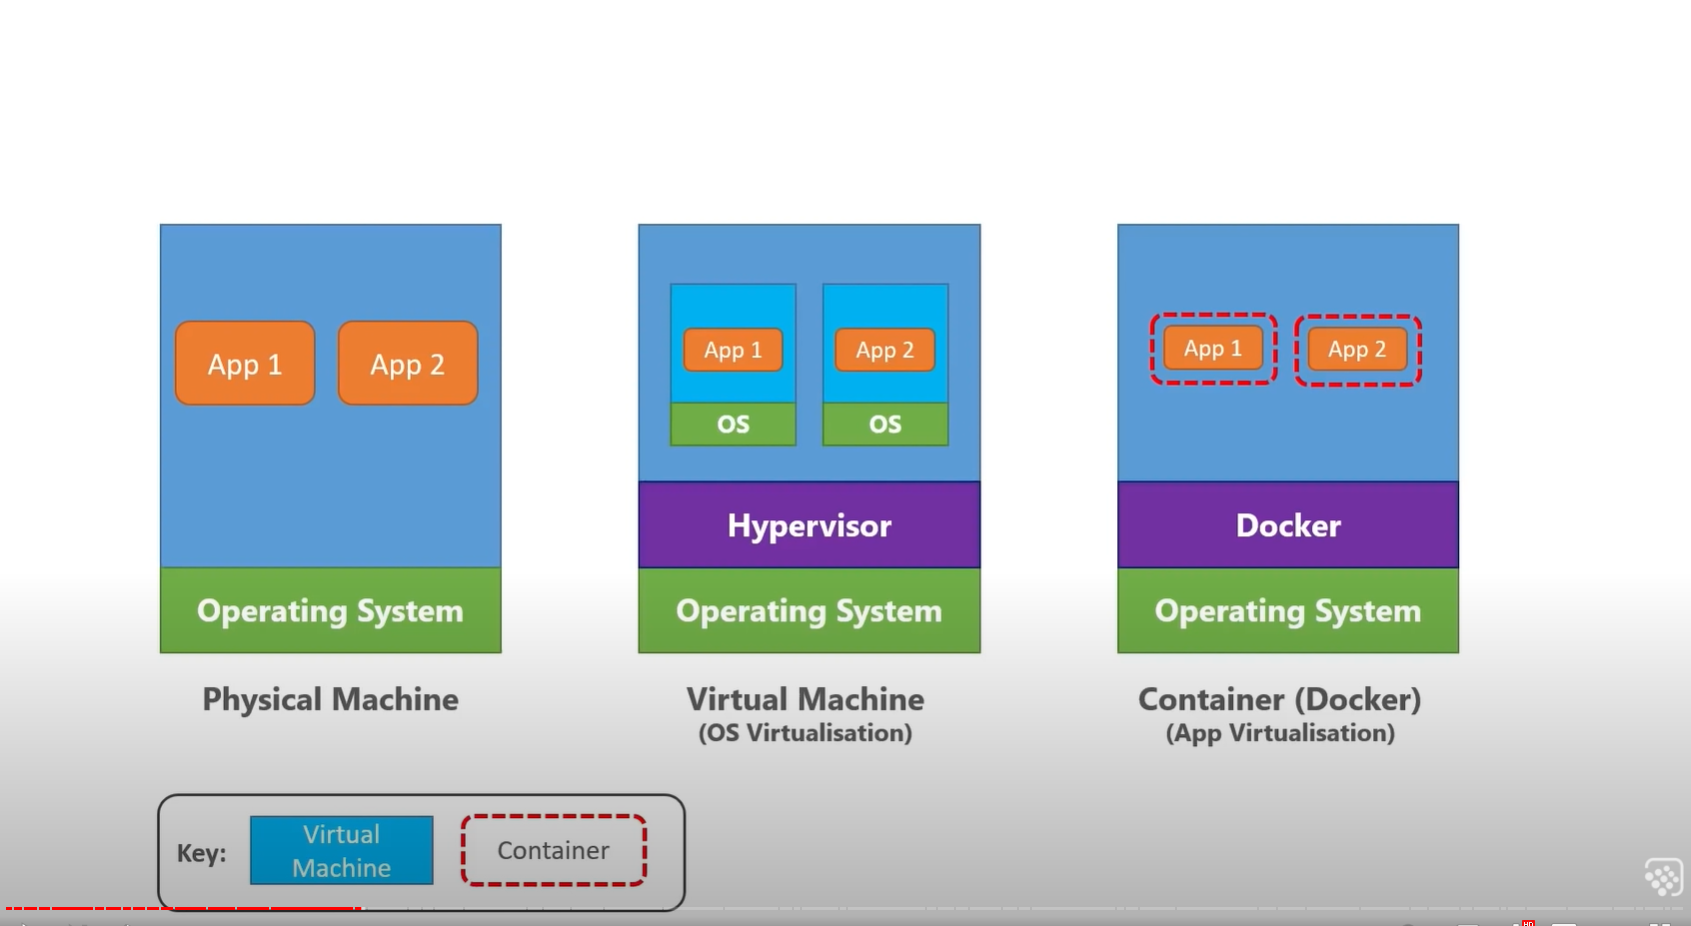 App 1
App 2
Operating System
Physical Machine
App 1
App 2
OS
OS
Hypervisor
Operating System
Virtual Machine
(OS Virtualisation)
App 1
App 2
Docker
Operating System
Container (Docker)
(App Virtualisation)
Key:
Virtual
Machine
Container
HD